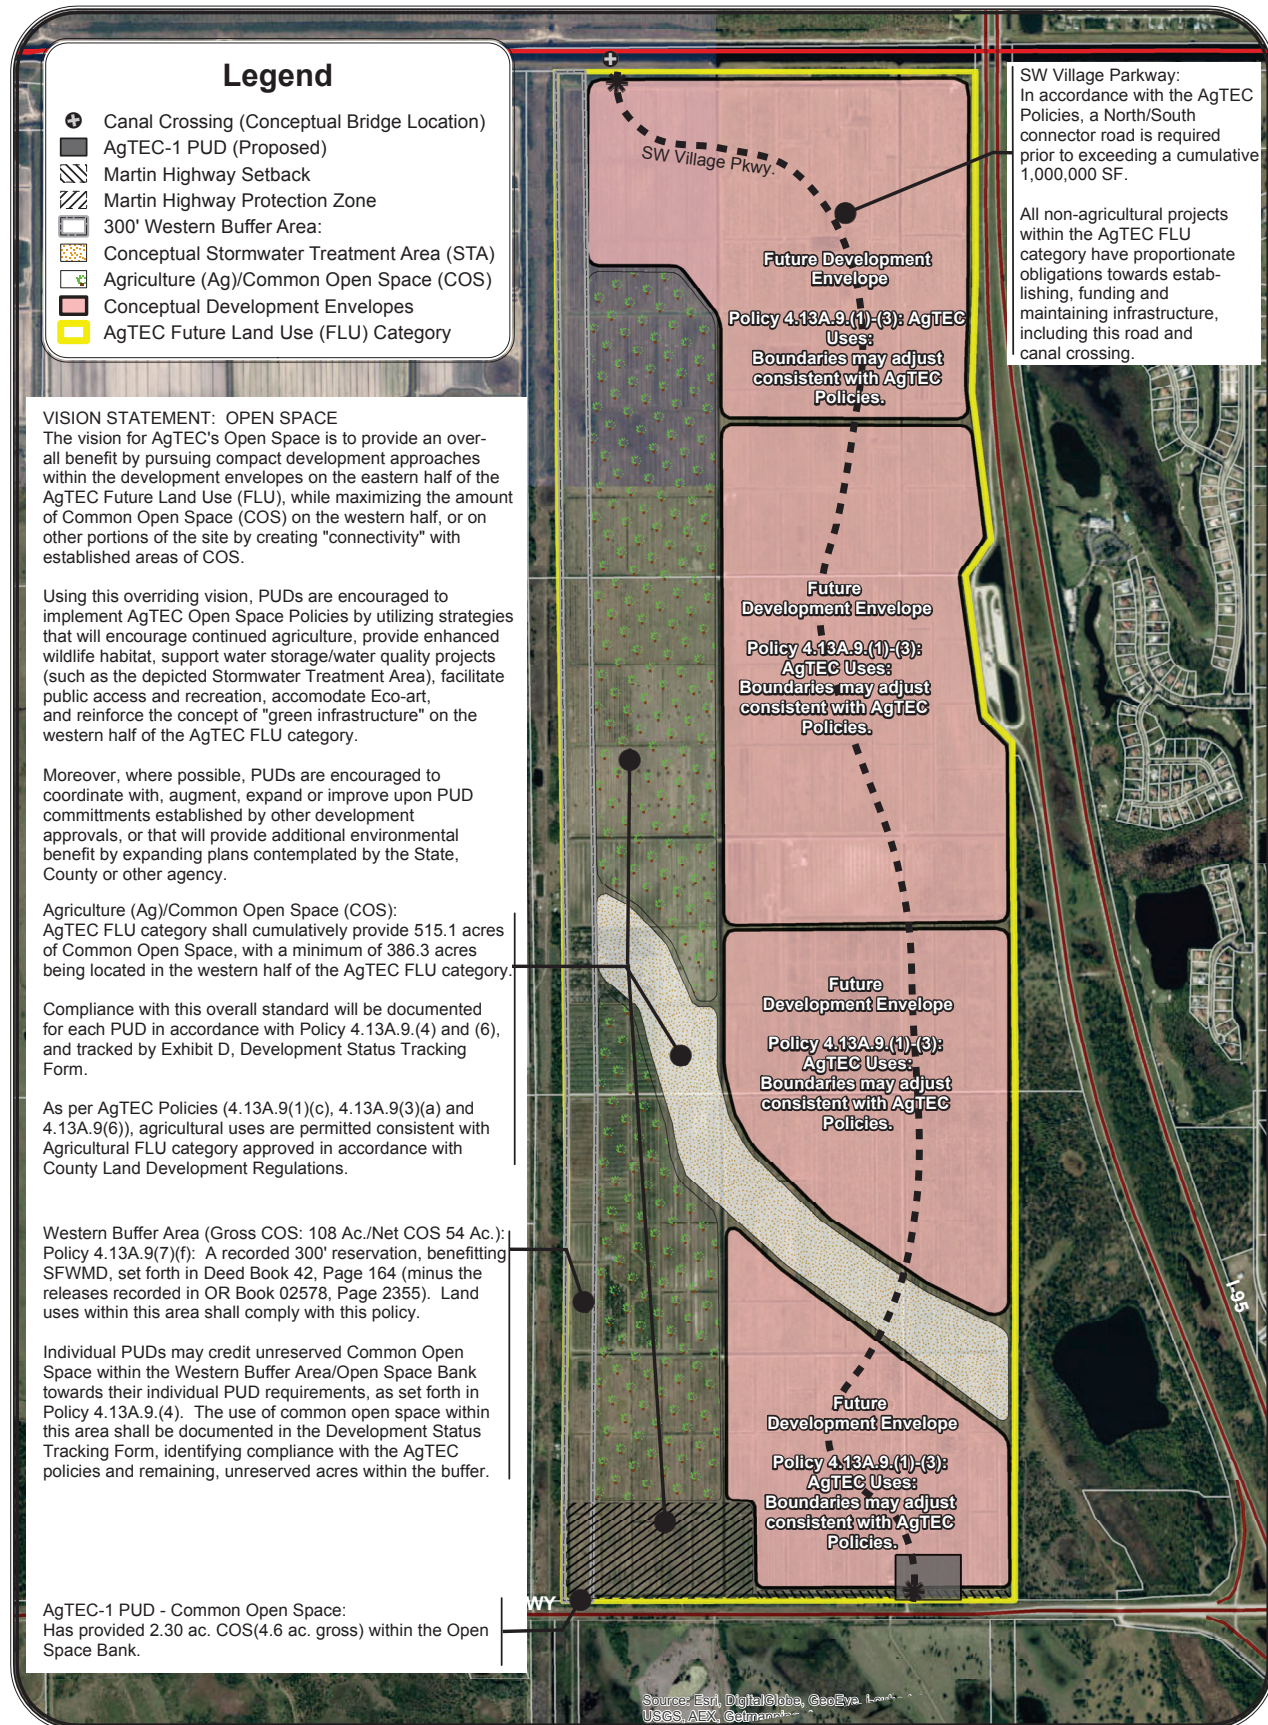 Legend
Canal Crossing (Conceptual Bridge Location)
AgTEC-1 PUD (Proposed)
Martin Highway Setback
Martin Highway Protection Zone
300' Western Buffer Area:
Conceptual Stormwater Treatment Area (STA)
Agriculture (Ag)/Common Open Space (COS)
Conceptual Development Envelopes
AgTEC Future Land Use (FLU) Category
SW Village Parkway:
In accordance with the AgTEC
Policies, a North/South
connector road is required
prior to exceeding a cumulative
1,000,000 SF.
All non-agricultural projects
within the AgTEC FLU
category have proportionate
obligations towards estab-
lishing, funding and
maintaining infrastructure,
including this road and
canal crossing.
SW Village Pkwy.
Future Development
Envelope
Policy 4.13A.9.(1)-(3): AgTEC
Uses:
Boundaries may adjust
consistent with AgTEC
Policies.
VISION STATEMENT:  OPEN SPACE
The vision for AgTEC's Open Space is to provide an over-
all benefit by pursuing compact development approaches
within the development envelopes on the eastern half of the
AgTEC Future Land Use (FLU), while maximizing the amount
of Common Open Space (COS) on the western half, or on
other portions of the site by creating "connectivity" with
established areas of COS.
Using this overriding vision, PUDs are encouraged to
implement AgTEC Open Space Policies by utilizing strategies
that will encourage continued agriculture, provide enhanced
wildlife habitat, support water storage/water quality projects
(such as the depicted Stormwater Treatment Area), facilitate
public access and recreation, accomodate Eco-art,
and reinforce the concept of "green infrastructure" on the
western half of the AgTEC FLU category.
Moreover, where possible, PUDs are encouraged to
coordinate with, augment, expand or improve upon PUD
committments established by other development
approvals, or that will provide additional environmental
benefit by expanding plans contemplated by the State,
County or other agency.
Agriculture (Ag)/Common Open Space (COS):
AgTEC FLU category shall cumulatively provide 515.1 acres
of Common Open Space, with a minimum of 386.3 acres
being located in the western half of the AgTEC FLU category.
Compliance with this overall standard will be documented
for each PUD in accordance with Policy 4.13A.9.(4) and (6),
and tracked by Exhibit D, Development Status Tracking
Form.
As per AgTEC Policies (4.13A.9(1)(c), 4.13A.9(3)(a) and
4.13A.9(6)), agricultural uses are permitted consistent with
Agricultural FLU category approved in accordance with
County Land Development Regulations.
Western Buffer Area (Gross COS: 108 Ac./Net COS 54 Ac.):
Policy 4.13A.9(7)(f):  A recorded 300' reservation, benefitting
SFWMD, set forth in Deed Book 42, Page 164 (minus the
releases recorded in OR Book 02578, Page 2355).  Land
uses within this area shall comply with this policy.
Individual PUDs may credit unreserved Common Open
Space within the Western Buffer Area/Open Space Bank
towards their individual PUD requirements, as set forth in
Policy 4.13A.9.(4).  The use of common open space within
this area shall be documented in the Development Status
Tracking Form, identifying compliance with the AgTEC
policies and remaining, unreserved acres within the buffer.
AgTEC-1 PUD - Common Open Space:
Has provided 2.30 ac. COS(4.6 ac. gross) within the Open
Space Bank.
Future
Development Envelope
Policy 4.13A.9.(1)-(3):
AgTEC Uses:
Boundaries may adjust
consistent with AgTEC
Policies.
Future
Development Envelope
Policy 4.13A.9.(1)-(3):
AgTEC Uses:
Boundaries may adjust
consistent with AgTEC
Policies.
Future
Development Envelope
Policy 4.13A.9.(1)-(3):
AgTEC Uses:
Boundaries may adjust
consistent with AgTEC
Policies.
I-95
WY
Source: Esri, DigitalGlobe, GeoEye,
USGS, AEX, Getmapping,